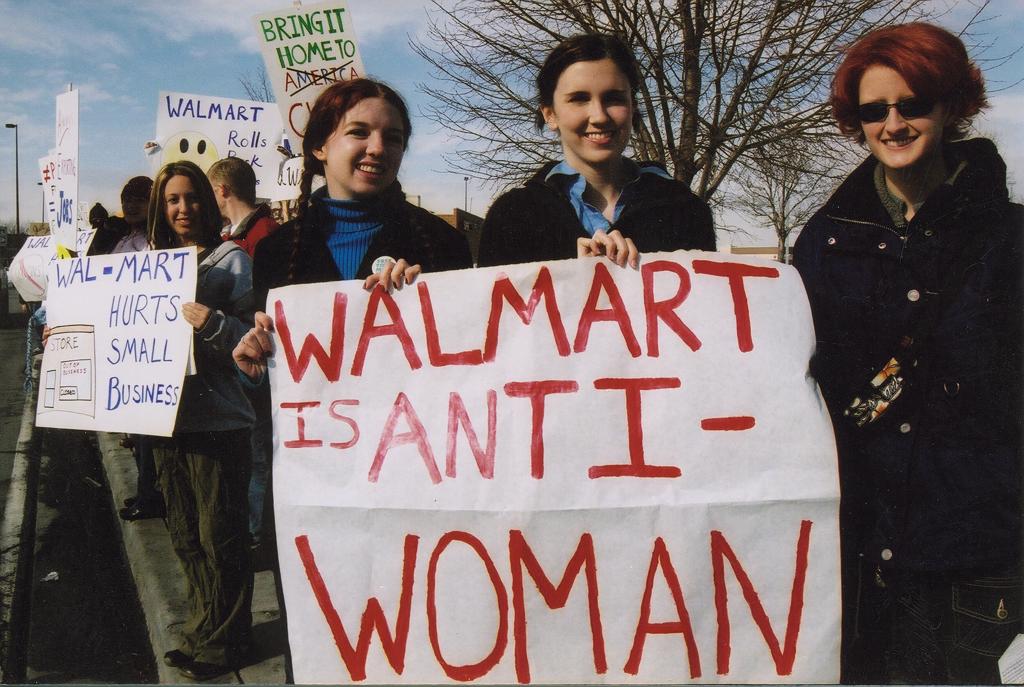 BRING IT
HOME TO
AMERICA
WALMART
Rolls
Back
WAL-MART
HURTS
SMALL
BUSINESS
STORE
OUT OF
BUSINESS
CLOSED
Jobs
WALMART
IS ANTI-
WOMAN